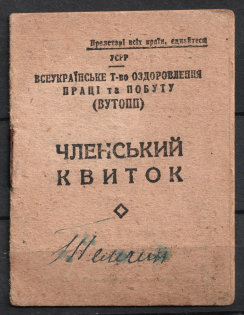 Пролетарі всіх країн, єднайтеся
УСРР
ВСЕУКРАЇНСЬКЕ Т-во ОЗДОРОВЛЕННЯ
ПРАЦІ та ПОБУТУ
(ВУТОПП)
ЧЛЕНСЬКИЙ
КВИТОК